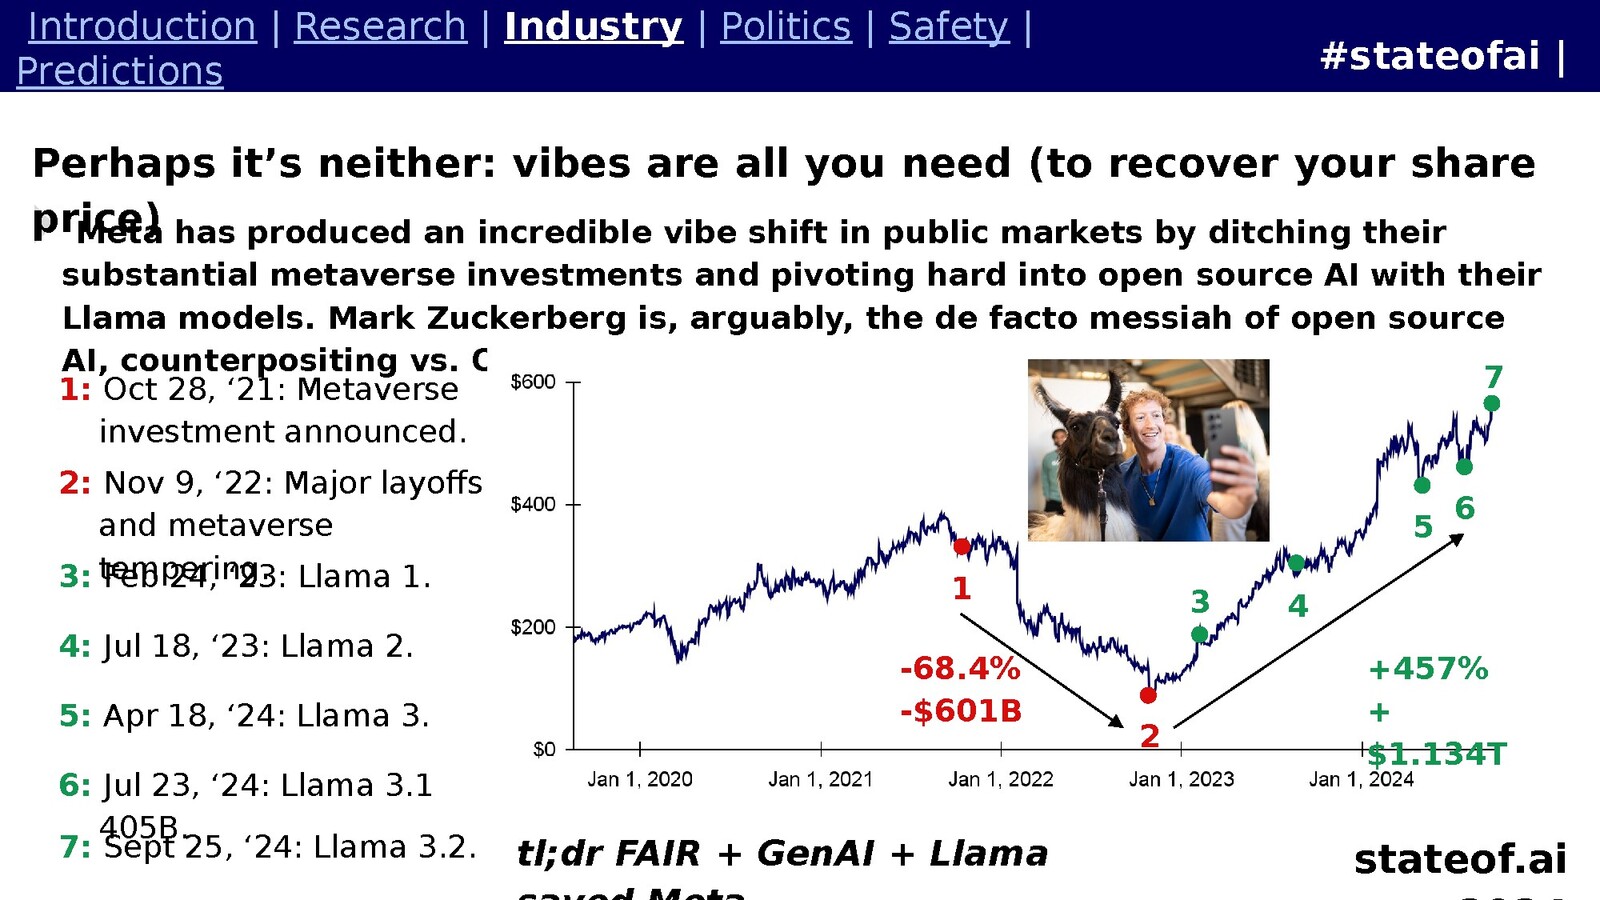 Introduction | Research | Industry | Politics | Safety |
Predictions
#stateofai |
Perhaps it’s neither: vibes are all you need (to recover your share
price)
Meta has produced an incredible vibe shift in public markets by ditching their
substantial metaverse investments and pivoting hard into open source AI with their
Llama models. Mark Zuckerberg is, arguably, the de facto messiah of open source
AI, counterpositing vs.
1: Oct 28, ‘21: Metaverse
investment announced.
2: Nov 9, ‘22: Major layoffs
and metaverse
tempering.
3: Feb 24, ‘23: Llama 1.
4: Jul 18, ‘23: Llama 2.
5: Apr 18, ‘24: Llama 3.
6: Jul 23, ‘24: Llama 3.1
405B.
7: Sept 25, ‘24: Llama 3.2.
$600
$400
$200
$0
Jan 1, 2020
Jan 1, 2021
Jan 1, 2022
Jan 1, 2023
Jan 1, 2024
1
2
3
4
5
6
7
-68.4%
-$601B
+457%
+
$1.134T
tl;dr FAIR + GenAI + Llama
saved Meta
stateof.ai
2024